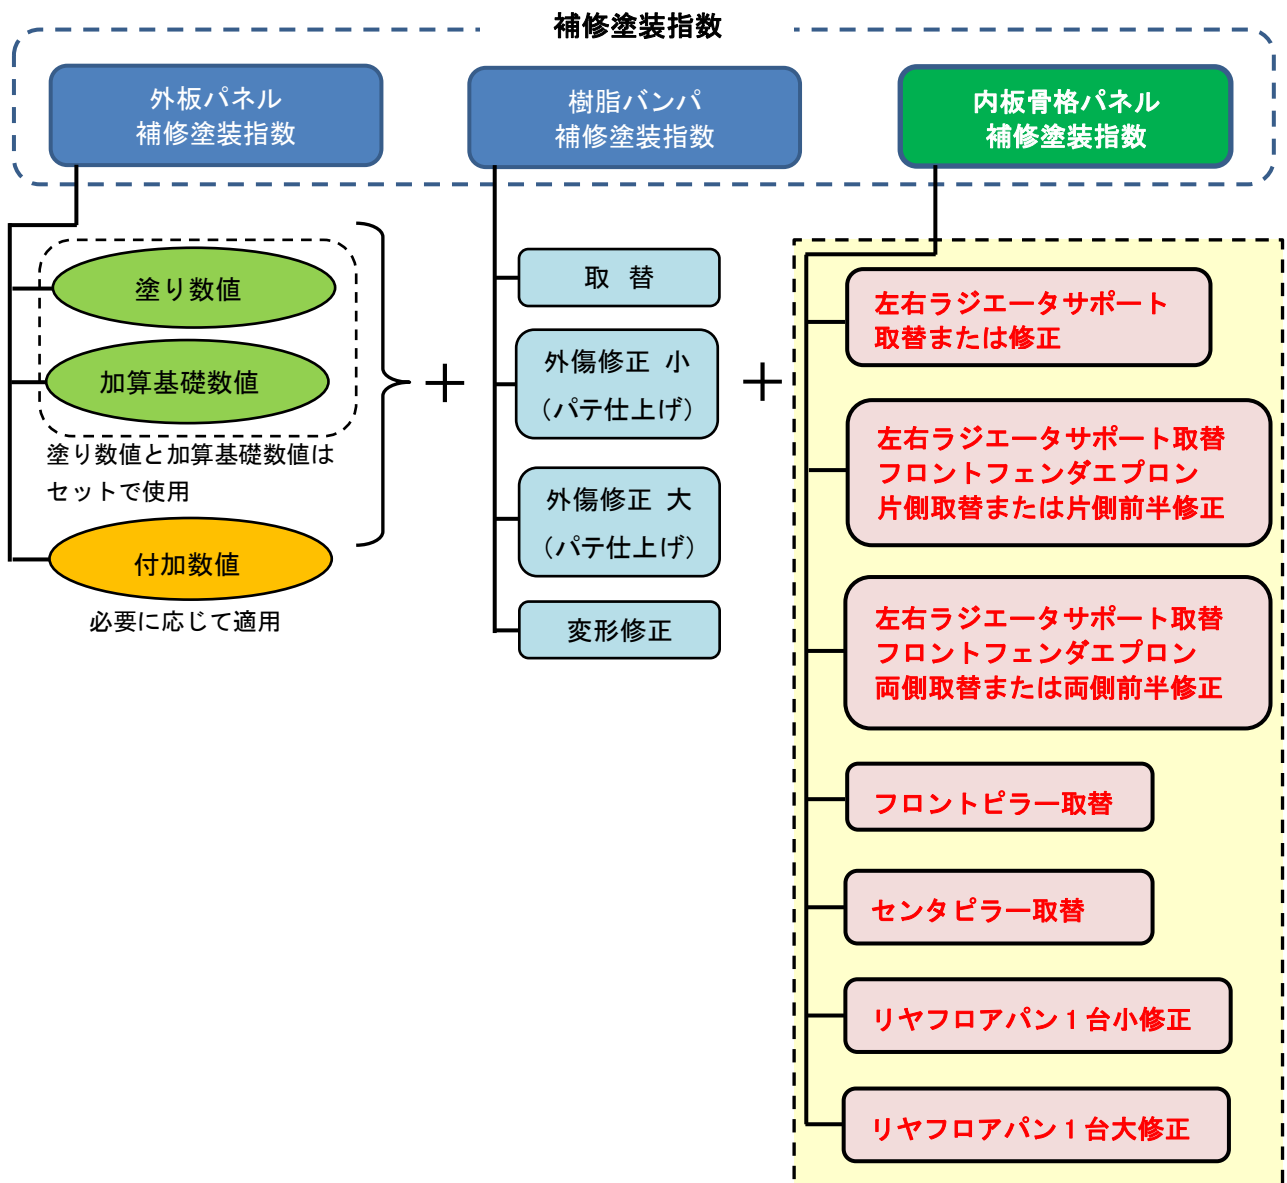 補修塗装指数
外板パネル
補修塗装指数
樹脂バンパ
補修塗装指数
内板骨格パネル
補修塗装指数
塗り数値
加算基礎数値
塗り数値と加算基礎数値は
セットで使用
付加数値
必要に応じて適用
+
取 替
外傷修正 小
（パテ仕上げ）
外傷修正 大
（パテ仕上げ）
変形修正
+
左右ラジエータサポート
取替または修正
左右ラジエータサポート取替
フロントフェンダエプロン
片側取替または片側前半修正
左右ラジエータサポート取替
フロントフェンダエプロン
両側取替または両側前半修正
フロントピラー取替
センタピラー取替
リヤフロアパン１台小修正
リヤフロアパン１台大修正